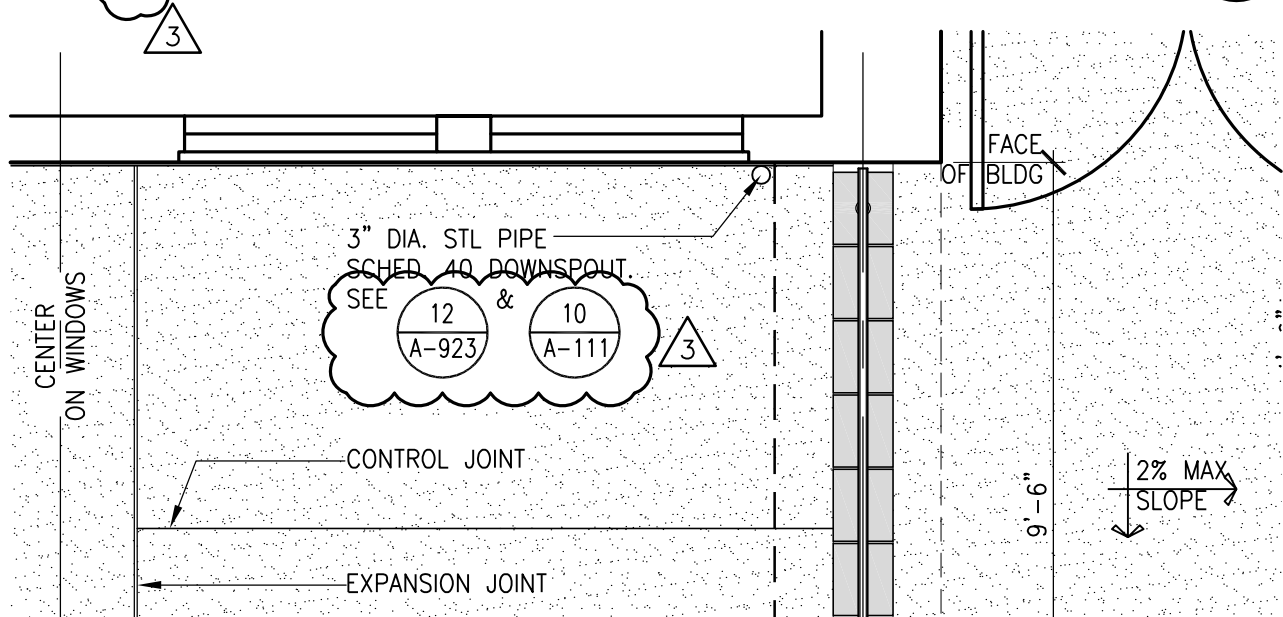 3
FACE
OF BLDG
3" DIA. STL PIPE
SCHED. 40 DOWNSPOUT.
SEE &
12
A-923
10
A-111
3
CENTER
ON WINDOWS
CONTROL JOINT
9'-6"
2% MAX
SLOPE
EXPANSION JOINT